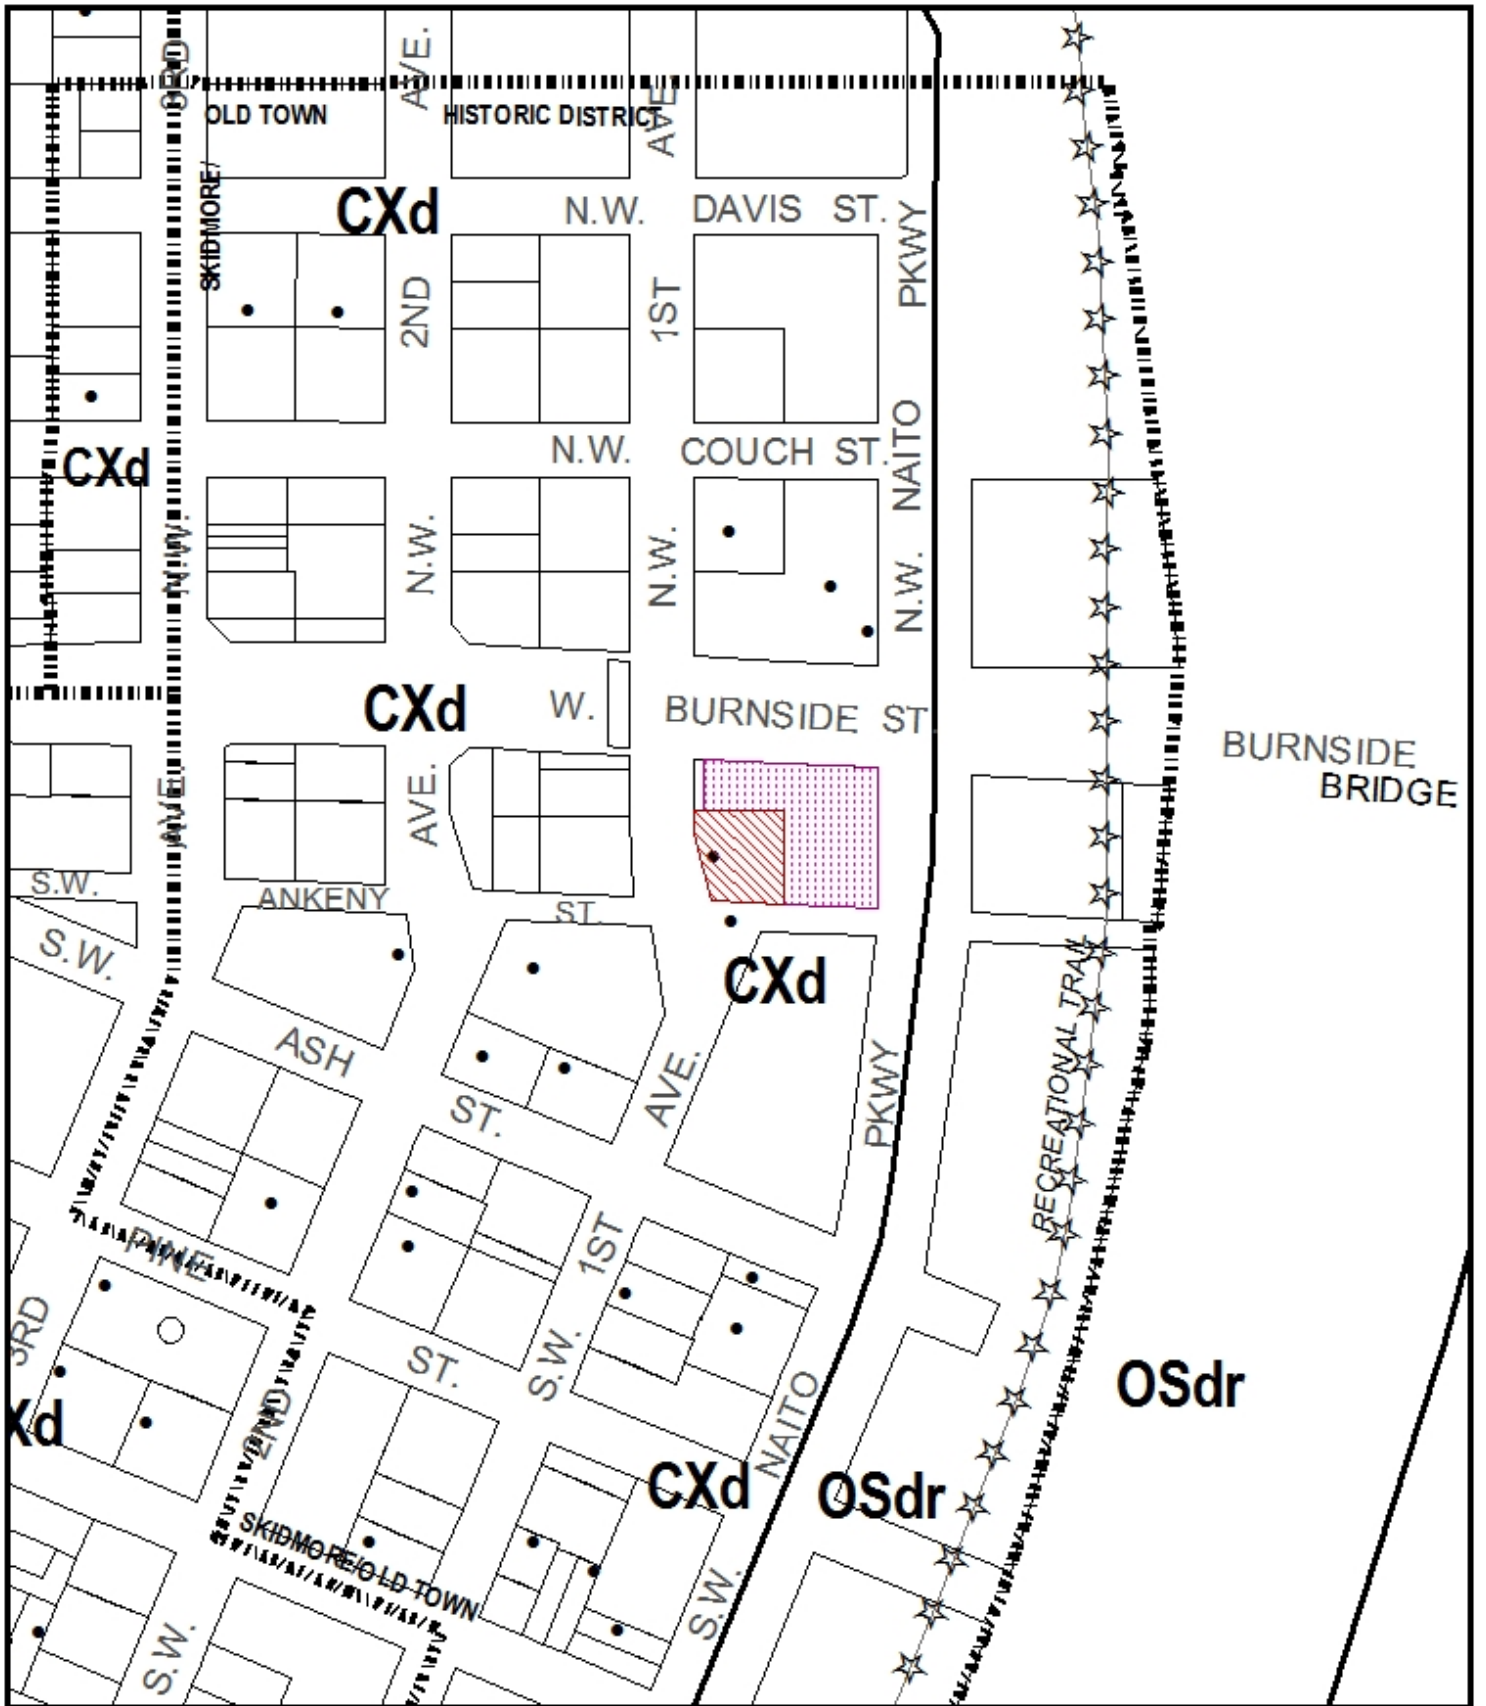 3RD
AVE.
OLD TOWN
HISTORIC DISTRICT
AVE
SKIDMORE/
CXd
N.W.
DAVIS ST.
PKWY
2ND
1ST
CXd
N.W.
COUCH ST.
NAITO
N.W.
N.W.
N.W.
N.W.
CXd
W.
BURNSIDE ST
BURNSIDE
BRIDGE
AVE.
AVE.
S.W.
ANKENY
ST.
S.W.
CXd
RECREATIONAL TRAIL
ASH
ST.
AVE.
PKWY
PINE
1ST
3RD
ST.
S.W.
2ND
NAITO
OSdr
Xd
CXd
OSdr
SKIDMORE/OLD TOWN
S.W.
S.W.